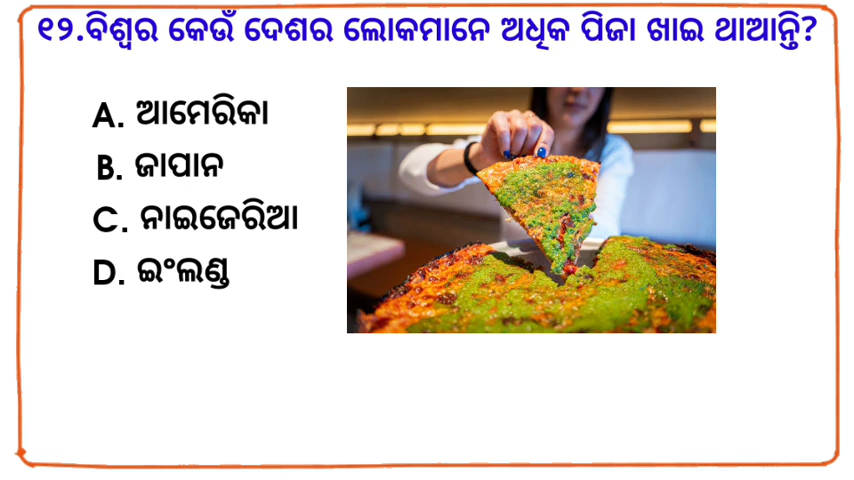 ୧୨.ବିଶ୍ୱର କେଉଁ ଦେଶର ଲୋକମାନେ ଅଧିକ ପିଜା ଖାଇ ଥାଆନ୍ତି?
A. ଆମେରିକା
B. ଜାପାନ
C. ନାଇଜେରିଆ
D. ଇଂଲଣ୍ଡ